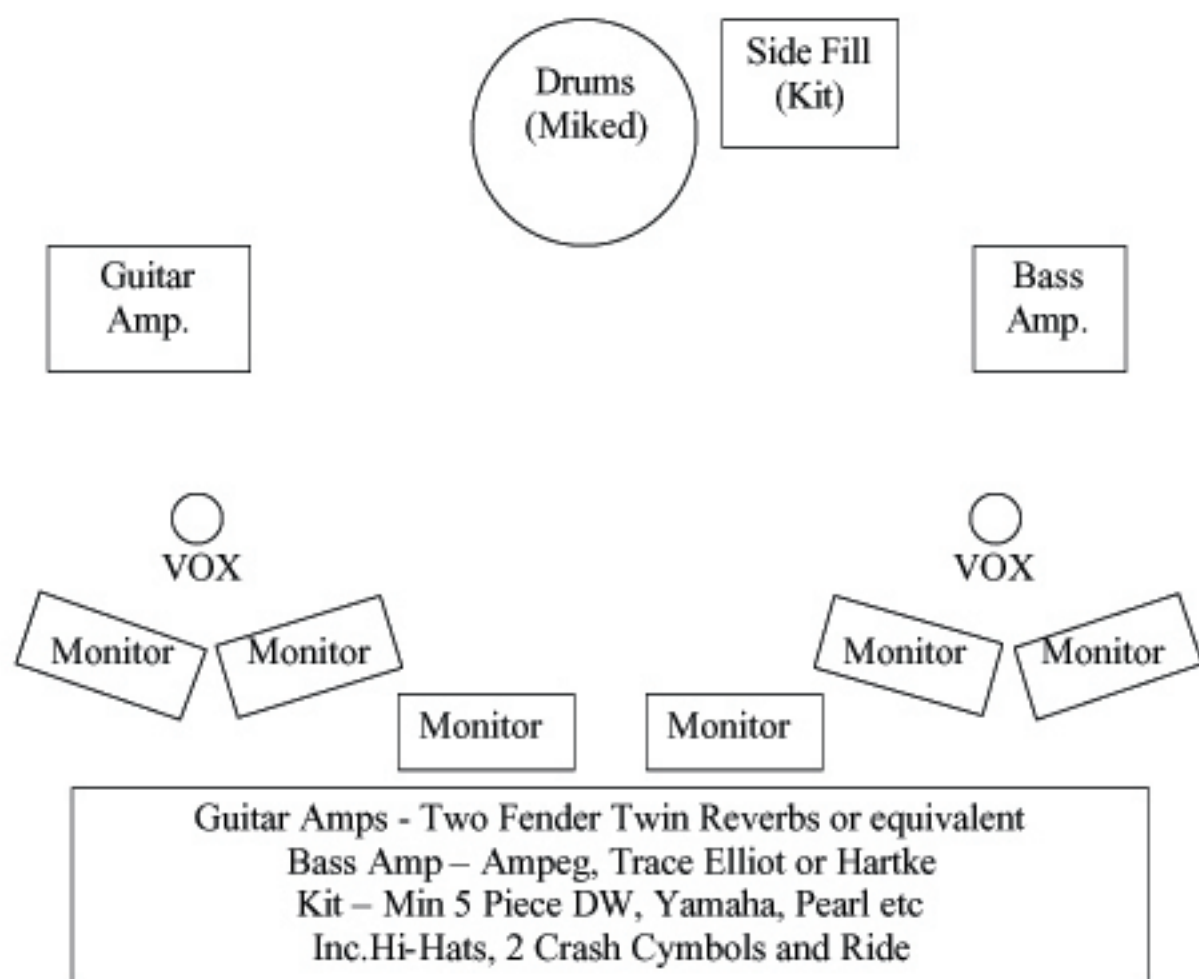 Drums
(Miked)
Side Fill
(Kit)
Guitar
Amp.
Bass
Amp.
VOX
VOX
Monitor
Monitor
Monitor
Monitor
Monitor
Monitor
Guitar Amps - Two Fender Twin Reverbs or equivalent
Bass Amp – Ampeg, Trace Elliot or Hartke
Kit – Min 5 Piece DW, Yamaha, Pearl etc
Inc.Hi-Hats, 2 Crash Cymbols and Ride